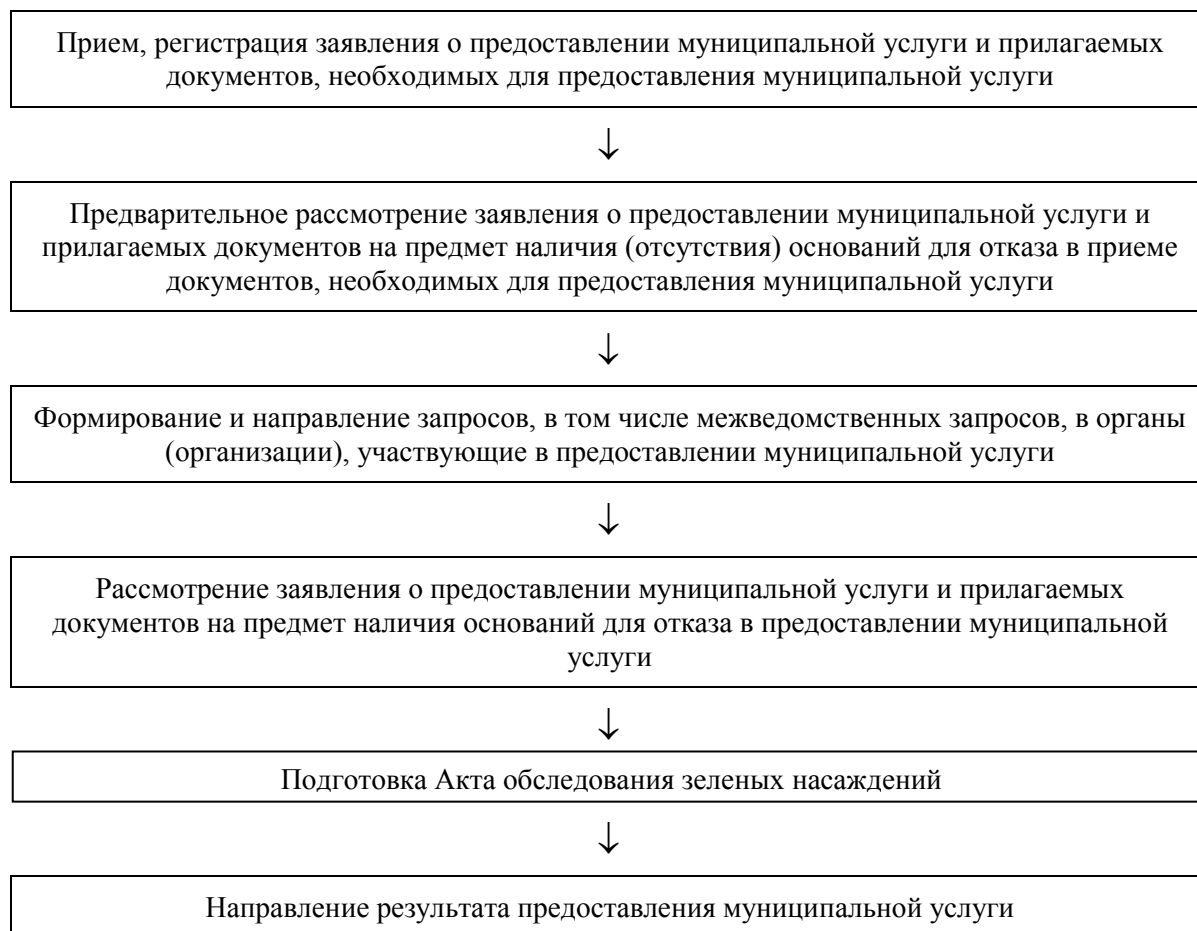 Прием, регистрация заявления о предоставлении муниципальной услуги и прилагаемых
документов, необходимых для предоставления муниципальной услуги
↓
Предварительное рассмотрение заявления о предоставлении муниципальной услуги и
прилагаемых документов на предмет наличия (отсутствия) оснований для отказа в приеме
документов, необходимых для предоставления муниципальной услуги
↓
Формирование и направление запросов, в том числе межведомственных запросов, в органы
(организации), участвующие в предоставлении муниципальной услуги
↓
Рассмотрение заявления о предоставлении муниципальной услуги и прилагаемых
документов на предмет наличия оснований для отказа в предоставлении муниципальной
услуги
↓
Подготовка Акта обследования зеленых насаждений
↓
Направление результата предоставления муниципальной услуги